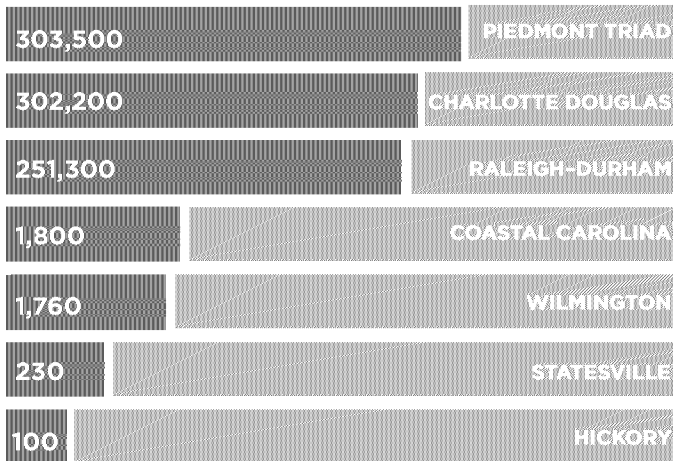 303,500 PIEDMONT TRIAD
302,200 CHARLOTTE DOUGLAS
251,300 RALEIGH-DURHAM
1,800 COASTAL CAROLINA
1,760 WILMINGTON
230 STATESVILLE
100 HICKORY